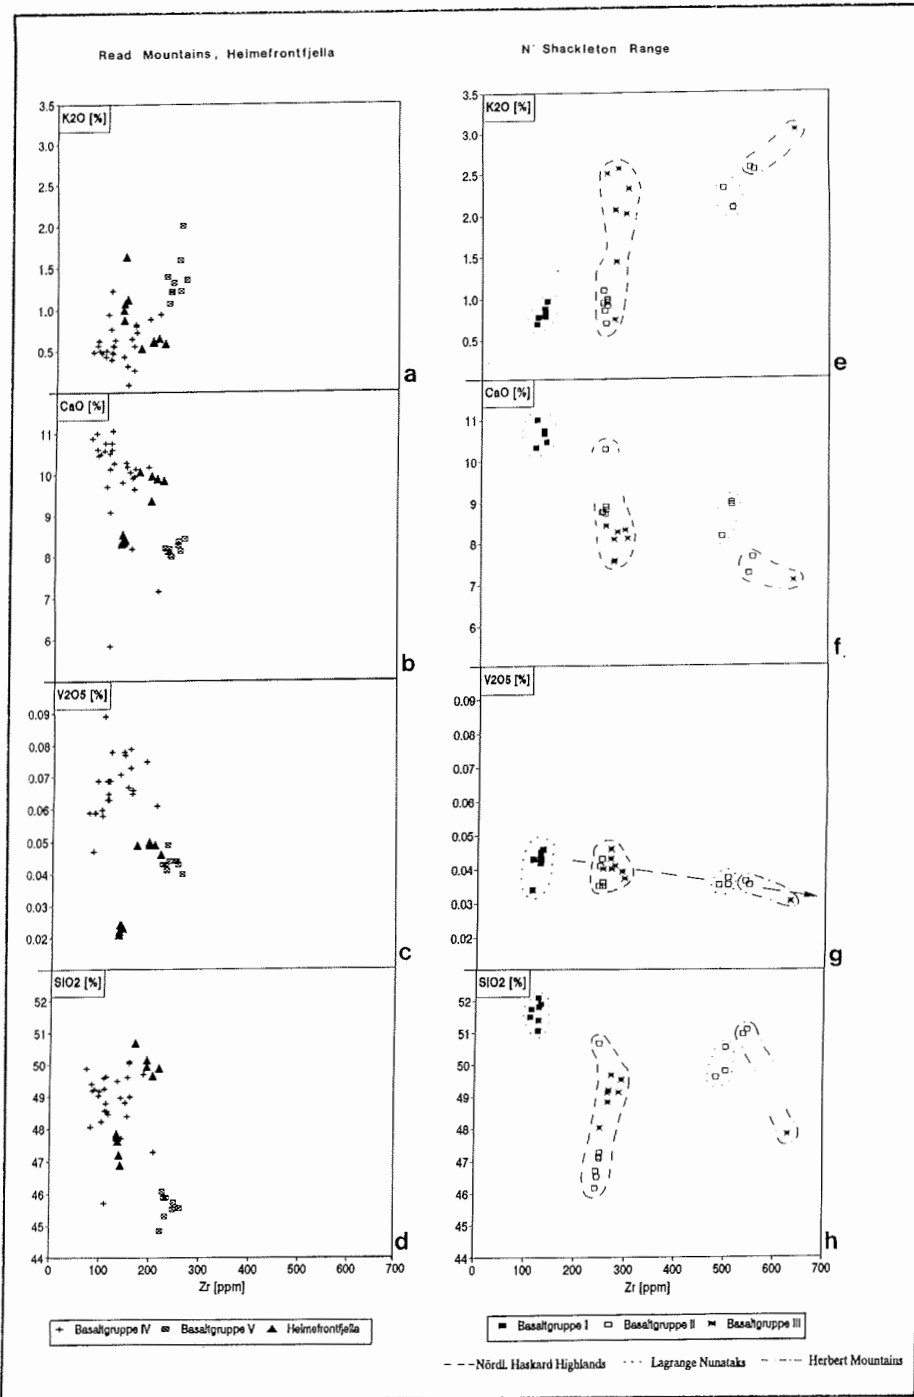 Read Mountains, Heimefrontfjella
N' Shackleton Range
K2O [%]
3.5
3.0
2.5
2.0
1.5
1.0
0.5
a
CaO [%]
11
10
9
8
7
6
b
V2O5 [%]
0.09
0.08
0.07
0.06
0.05
0.04
0.03
0.02
c
SIO2 [%]
52
51
50
49
48
47
46
45
44
d
0 100 200 300 400 500 600 700
Zr [ppm]
K2O [%]
3.5
3.0
2.5
2.0
1.5
1.0
0.5
e
CaO [%]
11
10
9
8
7
6
f
V2O5 [%]
0.09
0.08
0.07
0.06
0.05
0.04
0.03
0.02
g
SIO2 [%]
52
51
50
49
48
47
46
45
44
h
0 100 200 300 400 500 600 700
Zr [ppm]
Basaltgruppe IV Basaltgruppe V Heimefrontfjella
Basaltgruppe I Basaltgruppe II Basaltgruppe III
Nördl. Haskard Highlands Lagrange Nunataks Herbert Mountains